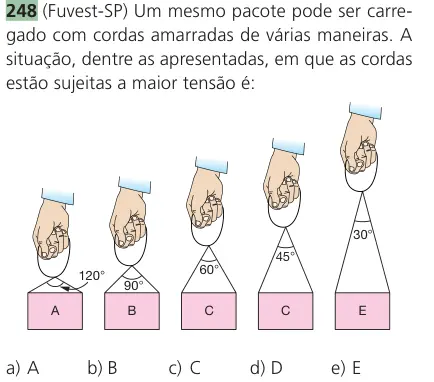 248 (Fuvest-SP) Um mesmo pacote pode ser carre-
gado com cordas amarradas de várias maneiras. A
situação, dentre as apresentadas, em que as cordas
estão sujeitas a maior tensão é:
120° 90° 60° 45° 30°
A B C C E
a) A b) B c) C d) D e) E